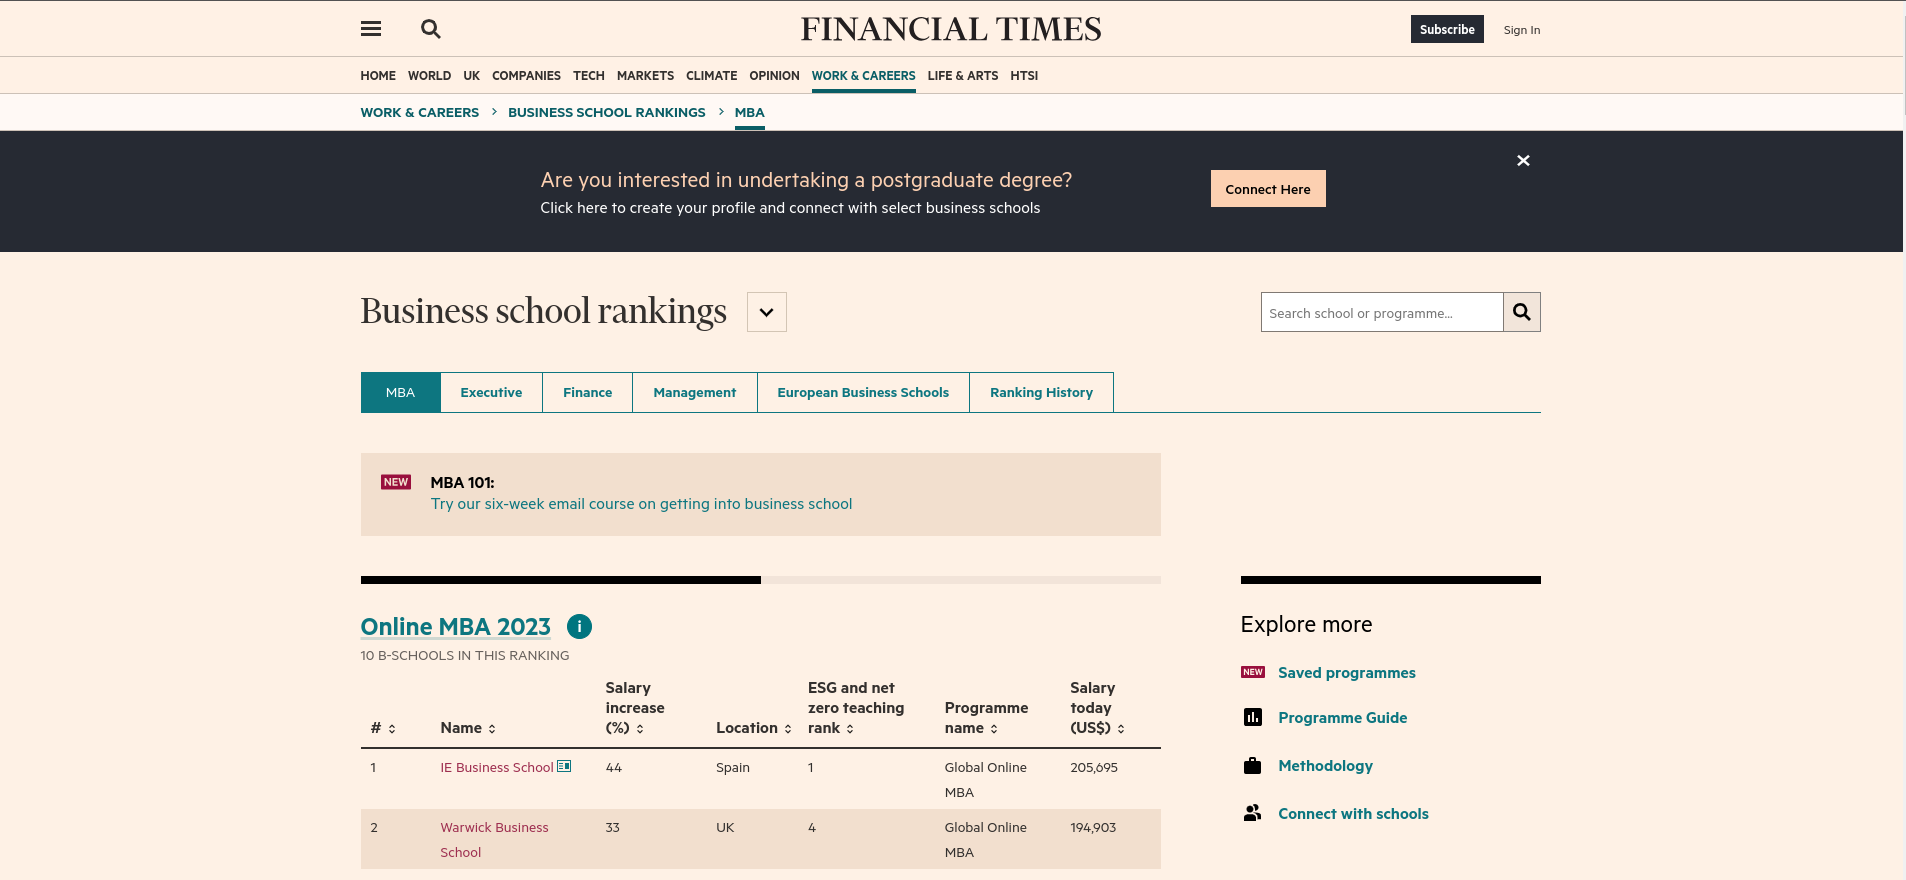 FINANCIAL TIMES
Subscribe
Sign In
HOME WORLD UK COMPANIES TECH MARKETS CLIMATE OPINION WORK & CAREERS LIFE & ARTS HTSI
WORK & CAREERS > BUSINESS SCHOOL RANKINGS > MBA
Are you interested in undertaking a postgraduate degree?
Click here to create your profile and connect with select business schools
Connect Here
Business school rankings
Search school or programme...
MBA Executive Finance Management European Business Schools Ranking History
NEW MBA 101:
Try our six-week email course on getting into business school
Online MBA 2023 i
10 B-SCHOOLS IN THIS RANKING
# Name Salary increase (%) Location ESG and net zero teaching rank Programme name Salary today (US$)
1 IE Business School 44 Spain 1 Global Online MBA 205,695
2 Warwick Business School 33 UK 4 Global Online MBA 194,903
Explore more
NEW Saved programmes
Programme Guide
Methodology
Connect with schools